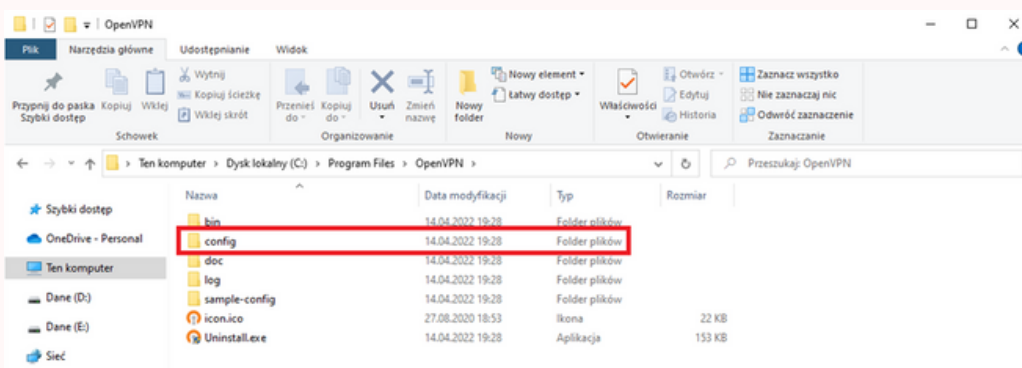 OpenVPN
Plik Narzędzia główne Udostępnianie Widok
Przypnij do paska Szybki dostęp
Kopiuj
Wklej
Wytnij
Kopiuj ścieżkę
Wklej skrót
Schowek
Przenieś do
Kopiuj do
Usuń
Zmień nazwę
Organizowanie
Nowy folder
Nowy element
Łatwy dostęp
Nowy
Właściwości
Otwórz
Edytuj
Historia
Otwieranie
Zaznacz wszystko
Nie zaznaczaj nic
Odwróć zaznaczenie
Zaznaczanie
Ten komputer > Dysk lokalny (C:) > Program Files > OpenVPN >
Przeszukaj: OpenVPN
Szybki dostęp
OneDrive - Personal
Ten komputer
Dane (D:)
Dane (E:)
Sieć
Nazwa Data modyfikacji Typ Rozmiar
bin 14.04.2022 19:28 Folder plików
config 14.04.2022 19:28 Folder plików
doc 14.04.2022 19:28 Folder plików
log 14.04.2022 19:28 Folder plików
sample-config 14.04.2022 19:28 Folder plików
icon.ico 27.08.2020 18:53 Ikona 22 KB
Uninstall.exe 14.04.2022 19:28 Aplikacja 153 KB